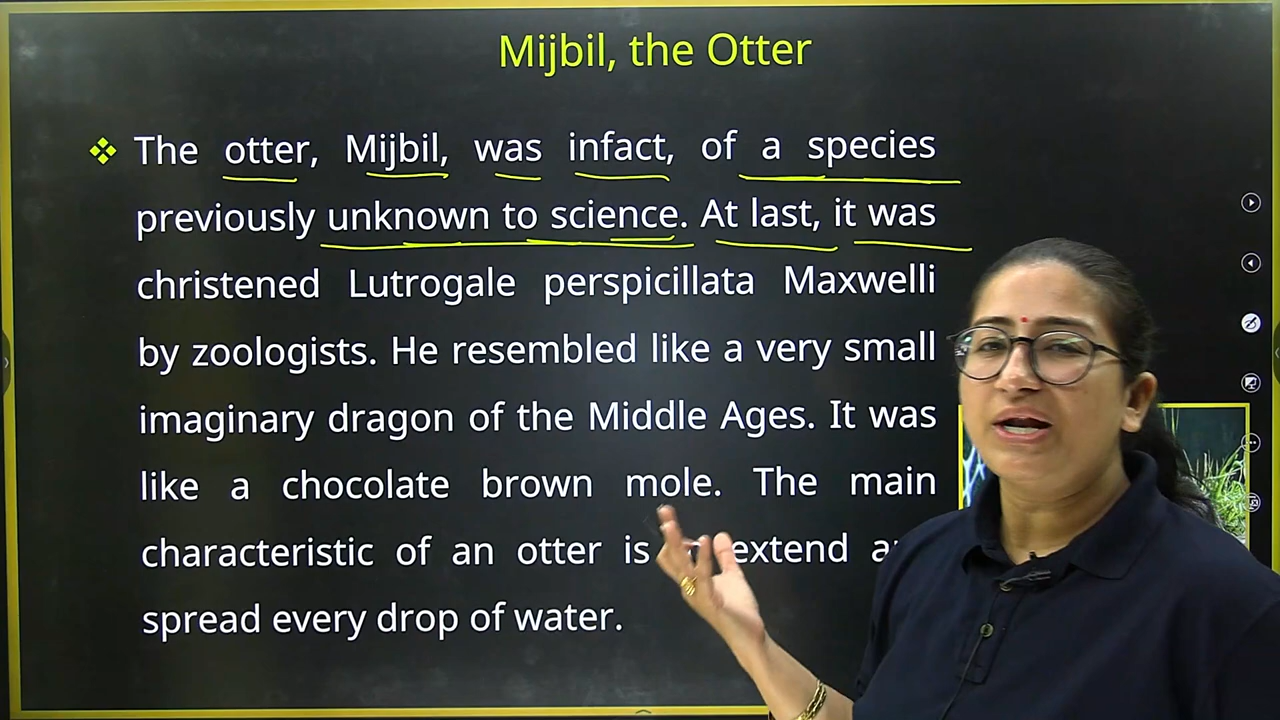 Mijbil, the Otter
The otter, Mijbil, was infact, of a species
previously unknown to science. At last, it was
christened Lutrogale perspicillata Maxwelli
by zoologists. He resembled like a very small
imaginary dragon of the Middle Ages. It was
like a chocolate brown mole. The main
characteristic of an otter is extend
spread every drop of water.